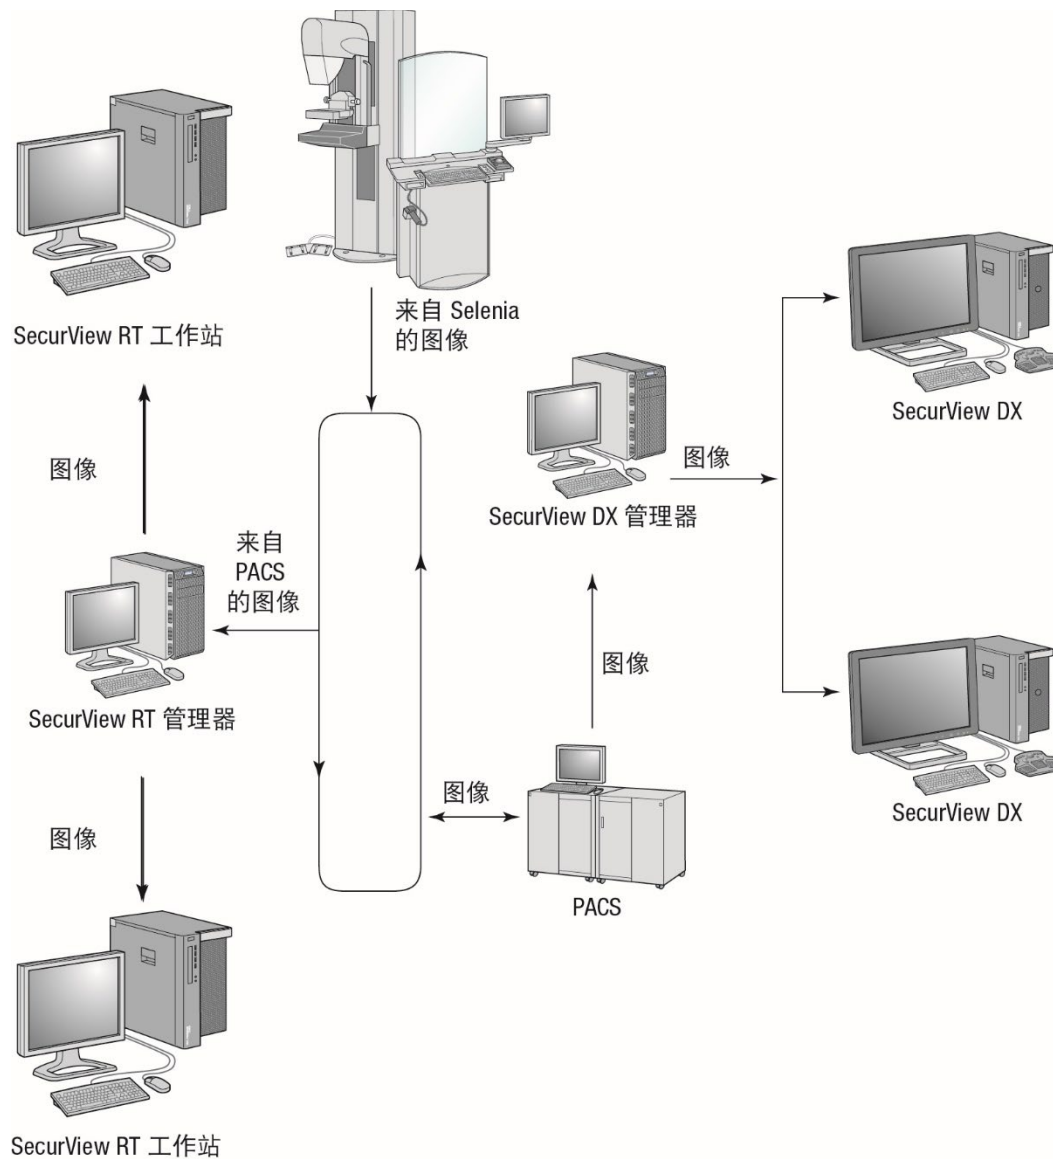 SecurView RT 工作站
来自 Selenia
的图像
SecurView DX
图像
图像
SecurView DX 管理器
来自
PACS
的图像
图像
SecurView RT 管理器
图像
SecurView DX
图像
PACS
SecurView RT 工作站